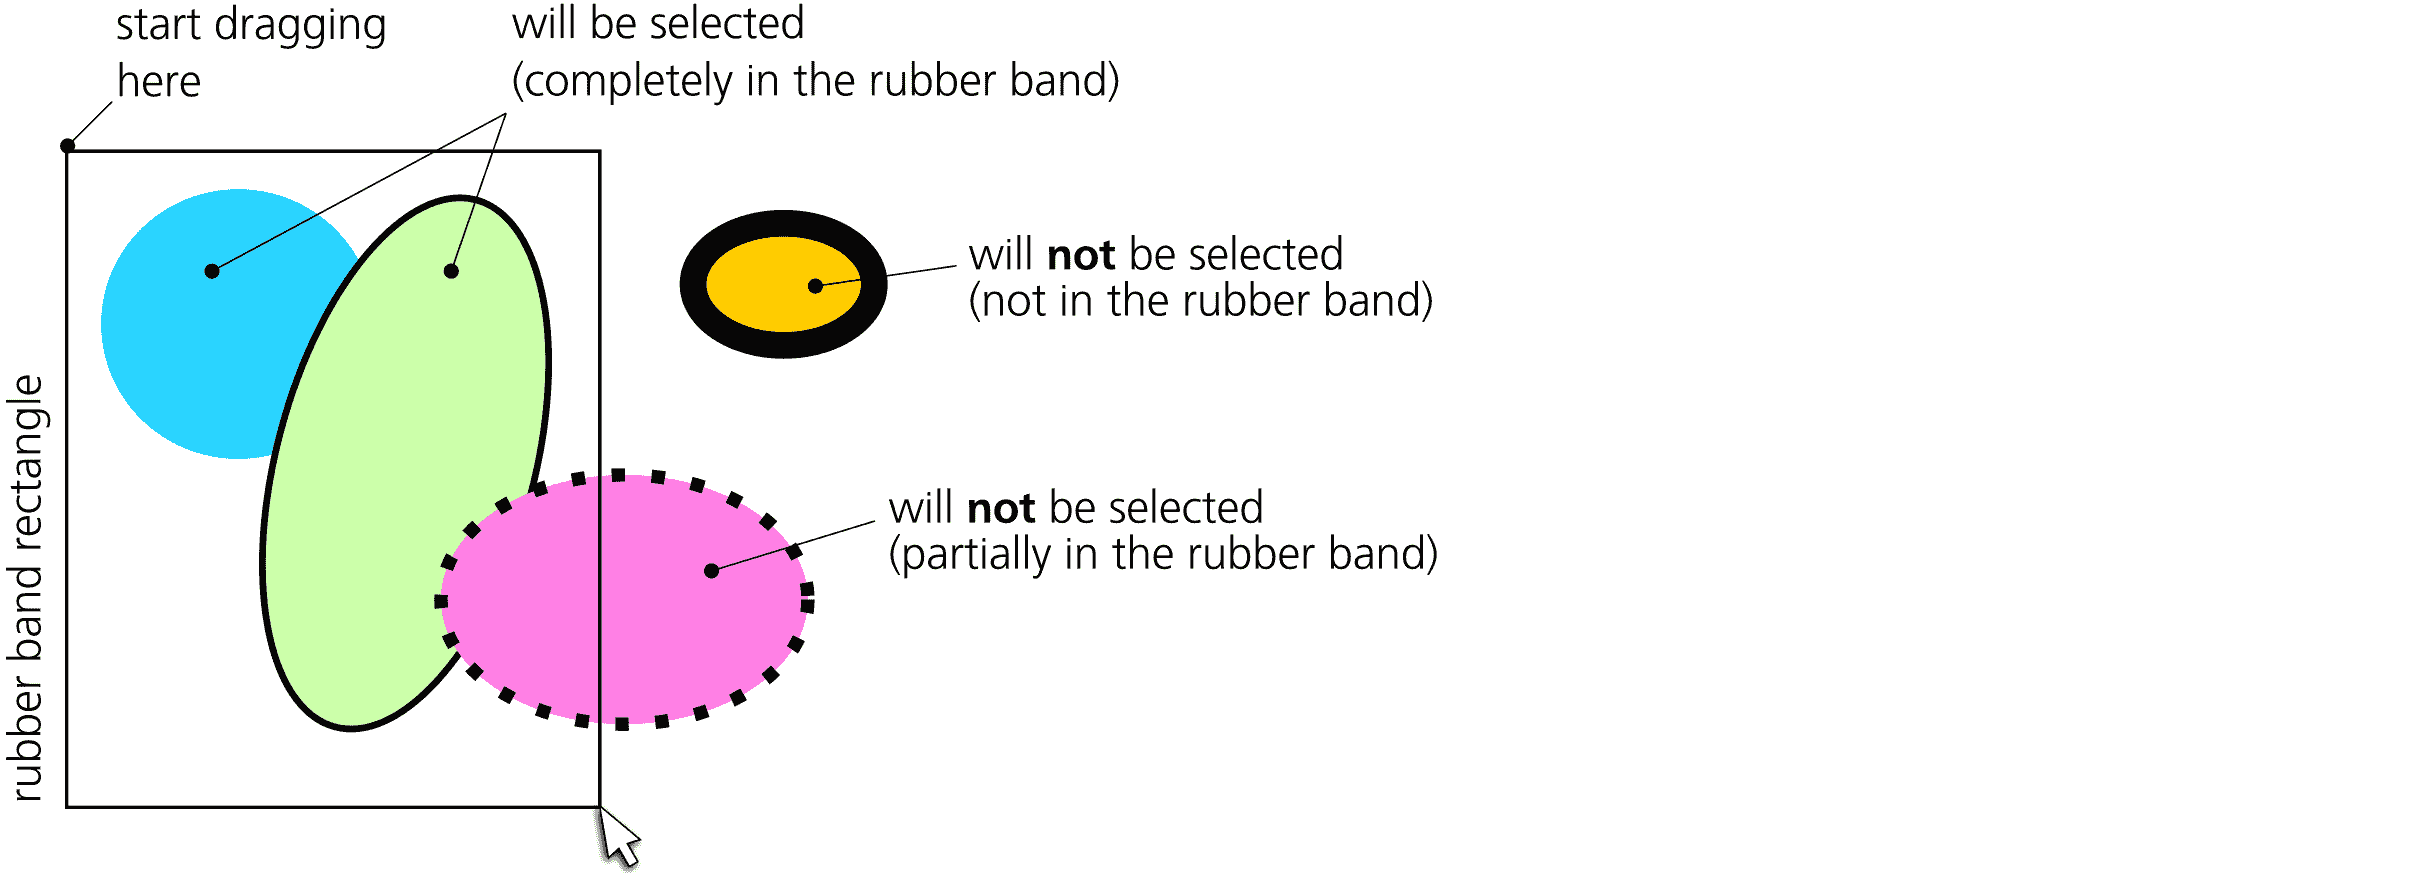 start dragging
here
will be selected
(completely in the rubber band)
will not be selected
(not in the rubber band)
will not be selected
(partially in the rubber band)
rubber band rectangle